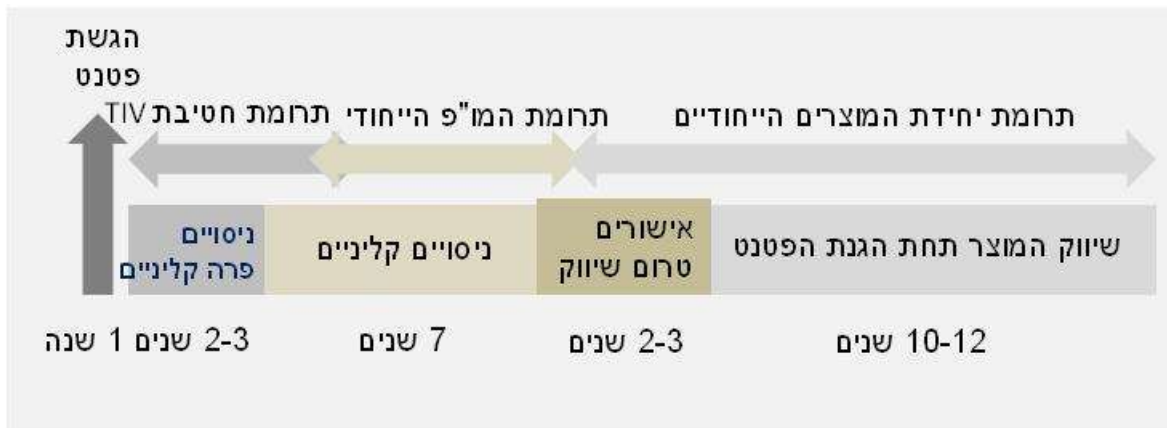 הגשת
פטנט
תרומת חטיבת TIV
תרומת המו"פ הייחודי
תרומת יחידת המוצרים הייחודיים
ניסויים
פרה קליניים
ניסויים קליניים
אישורים
טרום שיווק
שיווק המוצר תחת הגנת הפטנט
1 שנה
2-3 שנים
7 שנים
2-3 שנים
10-12 שנים